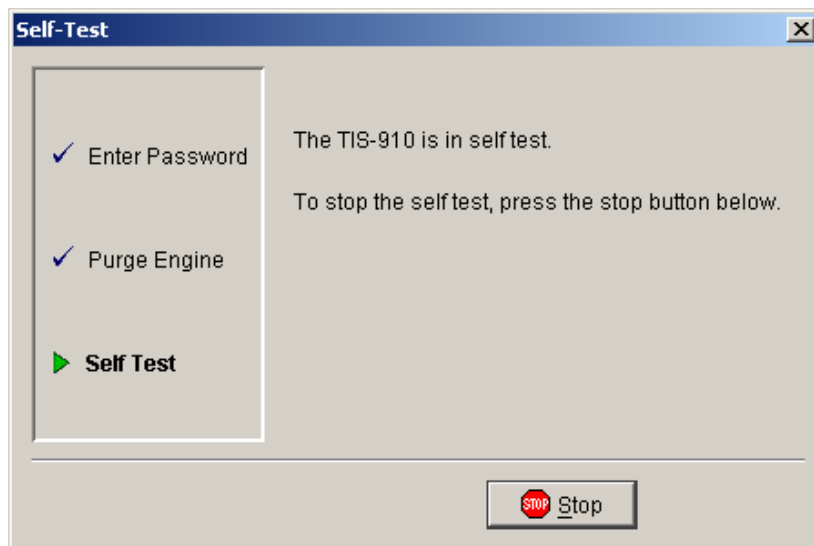 Self-Test
Enter Password
Purge Engine
Self Test
The TIS-910 is in self test.
To stop the self test, press the stop button below.
STOP Stop